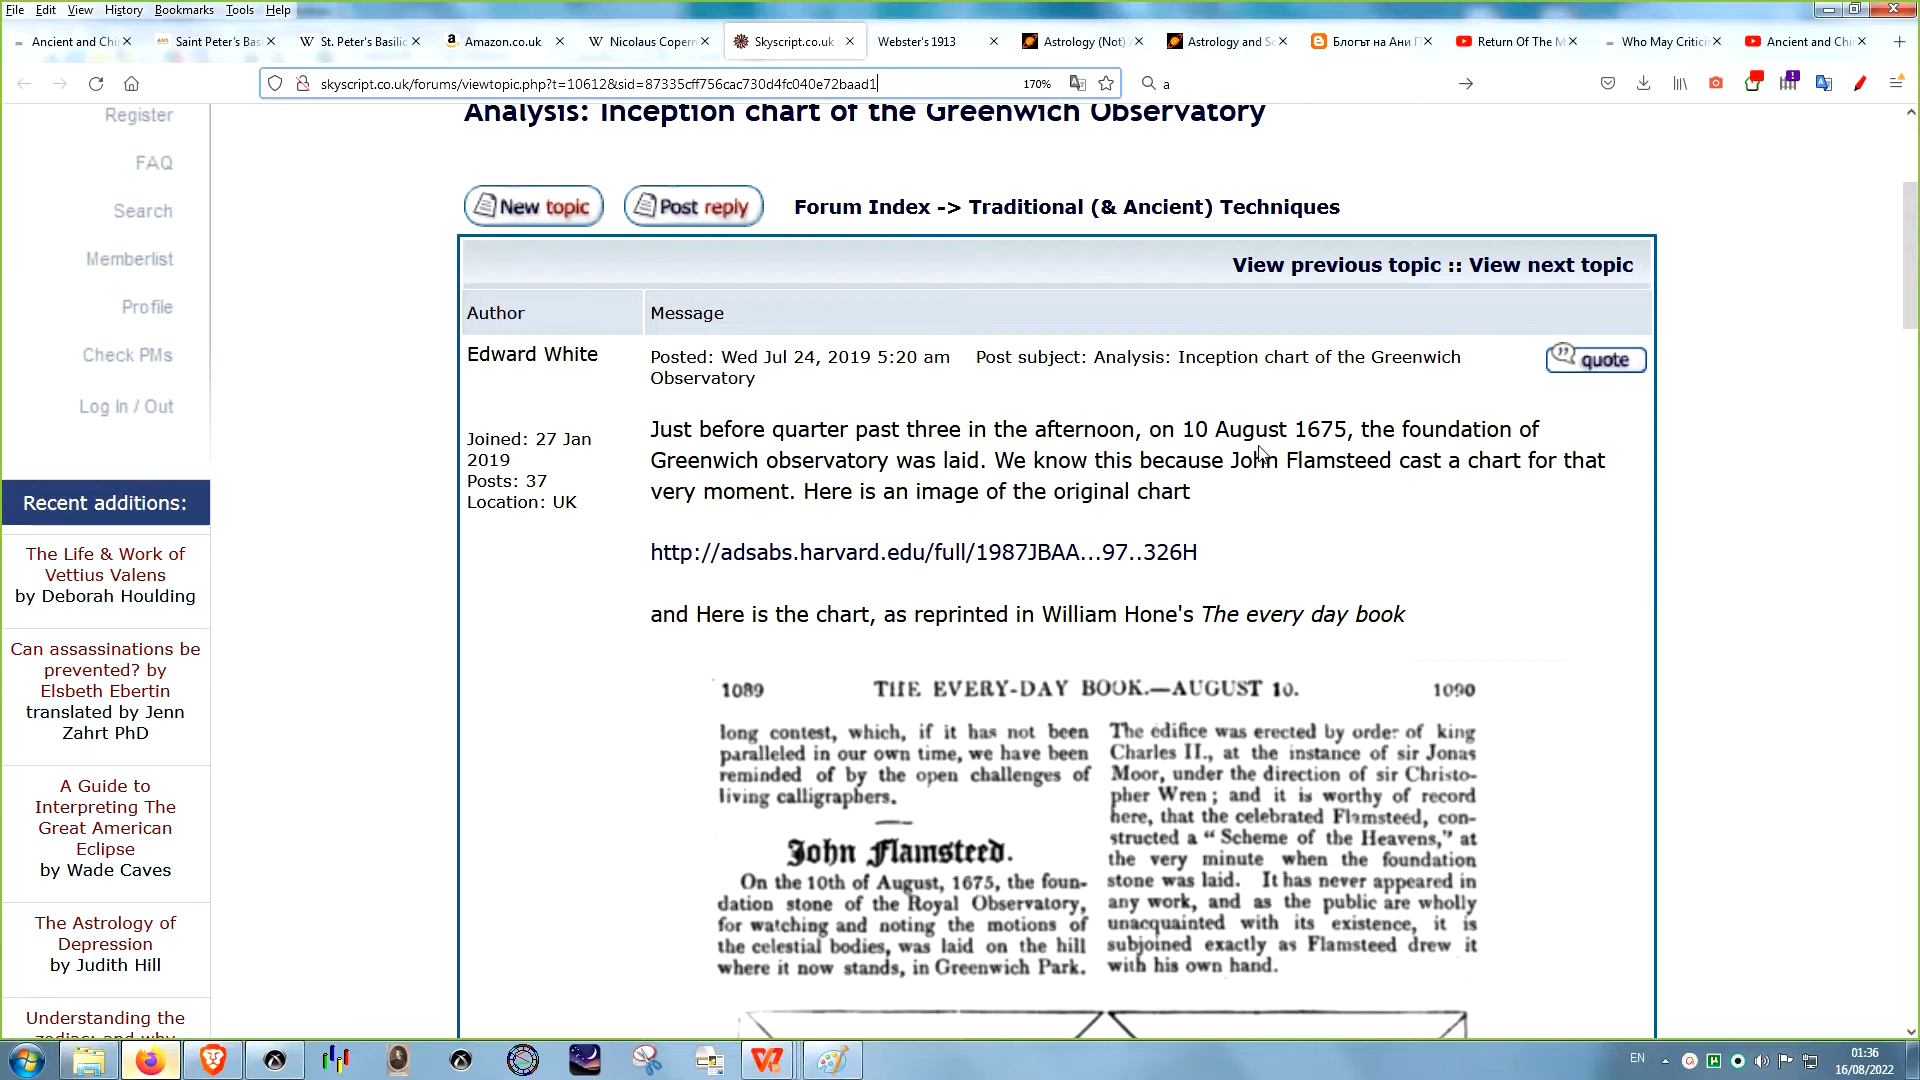 File Edit View History Bookmarks Tools Help
Ancient and Chi
Saint Peter's Bas
St. Peter's Basilic
Amazon.co.uk
Nicolaus Copern
Skyscript.co.uk
Webster's 1913
Astrology (Not)
Astrology and S
Блогът на Ани П
Return Of The M
Who May Critici
Ancient and Chi
skyscript.co.uk/forums/viewtopic.php?t=10612&sid=87335cff756cac730d4fc040e72baad1
170%
a
Register
FAQ
Search
Memberlist
Profile
Check PMs
Log In / Out
Recent additions:
The Life & Work of
Vettius Valens
by Deborah Houlding
Can assassinations be
prevented? by
Elsbeth Ebertin
translated by Jenn
Zahrt PhD
A Guide to
Interpreting The
Great American
Eclipse
by Wade Caves
The Astrology of
Depression
by Judith Hill
Understanding the
zodiac: and why
Analysis: Inception chart of the Greenwich Observatory
New topic
Post reply
Forum Index -> Traditional (& Ancient) Techniques
View previous topic :: View next topic
Author
Message
Edward White
Joined: 27 Jan
2019
Posts: 37
Location: UK
Posted: Wed Jul 24, 2019 5:20 am Post subject: Analysis: Inception chart of the Greenwich
Observatory
quote
Just before quarter past three in the afternoon, on 10 August 1675, the foundation of
Greenwich observatory was laid. We know this because John Flamsteed cast a chart for that
very moment. Here is an image of the original chart
http://adsabs.harvard.edu/full/1987JBAA...97..326H
and Here is the chart, as reprinted in William Hone's The every day book
1089 THE EVERY-DAY BOOK.—AUGUST 10. 1090
long contest, which, if it has not been
paralleled in our own time, we have been
reminded of by the open challenges of
living calligraphers.
John Flamsteed.
On the 10th of August, 1675, the foun-
dation stone of the Royal Observatory,
for watching and noting the motions of
the celestial bodies, was laid on the hill
where it now stands, in Greenwich Park.
The edifice was erected by order of king
Charles II., at the instance of sir Jonas
Moor, under the direction of sir Christo-
pher Wren; and it is worthy of record
here, that the celebrated Flamsteed, con-
structed a "Scheme of the Heavens," at
the very minute when the foundation
stone was laid. It has never appeared in
any work, and as the public are wholly
unacquainted with its existence, it is
subjoined exactly as Flamsteed drew it
with his own hand.
EN
01:36
16/08/2022